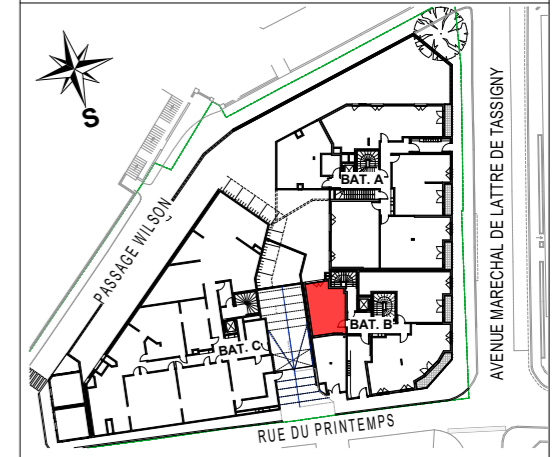 S
PASSAGE WILSON
BAT. A
AVENUE MARECHAL DE LATTRE DE TASSIGNY
BAT. B
BAT. C
RUE DU PRINTEMPS